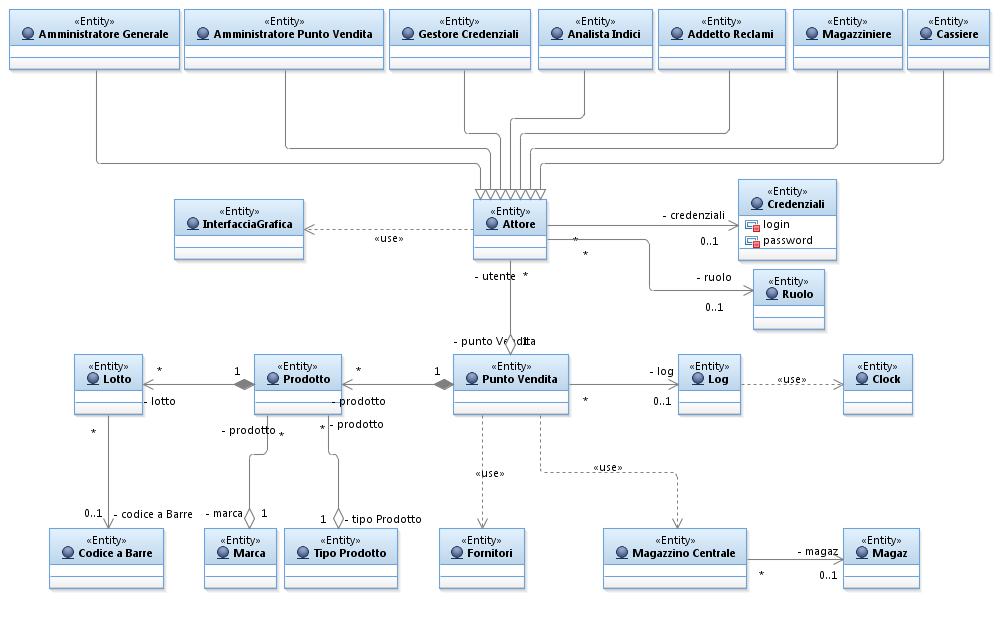 «Entity»
Amministratore Generale
«Entity»
Amministratore Punto Vendita
«Entity»
Gestore Credenziali
«Entity»
Analista Indici
«Entity»
Addetto Reclami
«Entity»
Magazziniere
«Entity»
Cassiere
«Entity»
InterfacciaGrafica
«use»
«Entity»
Attore
- credenziali
0..1
«Entity»
Credenziali
login
password
*
*
- ruolo
0..1
«Entity»
Ruolo
- utente *
- punto Vendita
1
«Entity»
Lotto
*
- lotto
1
«Entity»
Prodotto
*
- prodotto
1
«Entity»
Punto Vendita
- log
*
0..1
«Entity»
Log
«use»
«Entity»
Clock
*
- prodotto *
* - prodotto
«use»
«use»
0..1 - codice a Barre
- marca 1
1 - tipo Prodotto
«Entity»
Codice a Barre
«Entity»
Marca
«Entity»
Tipo Prodotto
«Entity»
Fornitori
«Entity»
Magazzino Centrale
- magaz
*
0..1
«Entity»
Magaz